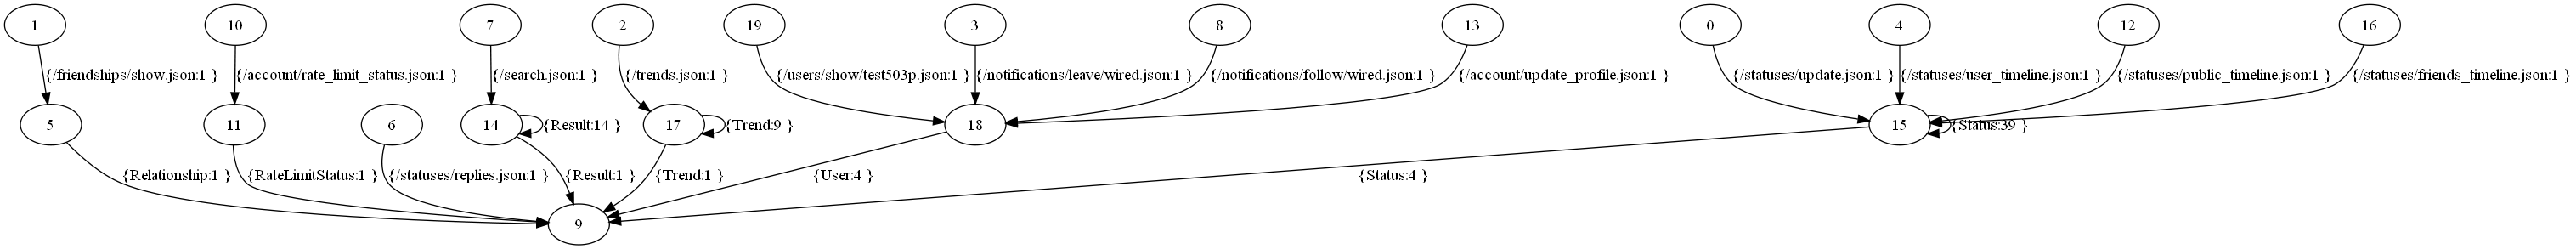 1 10 7 2 19 3 8 13 0 4 12 16
{/friendships/show.json:1 } {/account/rate_limit_status.json:1 } {/search.json:1 } {/trends.json:1 } {/users/show/test503p.json:1 } {/notifications/leave/wired.json:1 } {/notifications/follow/wired.json:1 } {/account/update_profile.json:1 } {/statuses/update.json:1 } {/statuses/user_timeline.json:1 } {/statuses/public_timeline.json:1 } {/statuses/friends_timeline.json:1 }
5 11 6 14 {Result:14 } 17 {Trend:9 } 18 15 {Status:39 }
{Relationship:1 } {RateLimitStatus:1 } {/statuses/replies.json:1 } {Result:1 } {Trend:1 } {User:4 } {Status:4 }
9